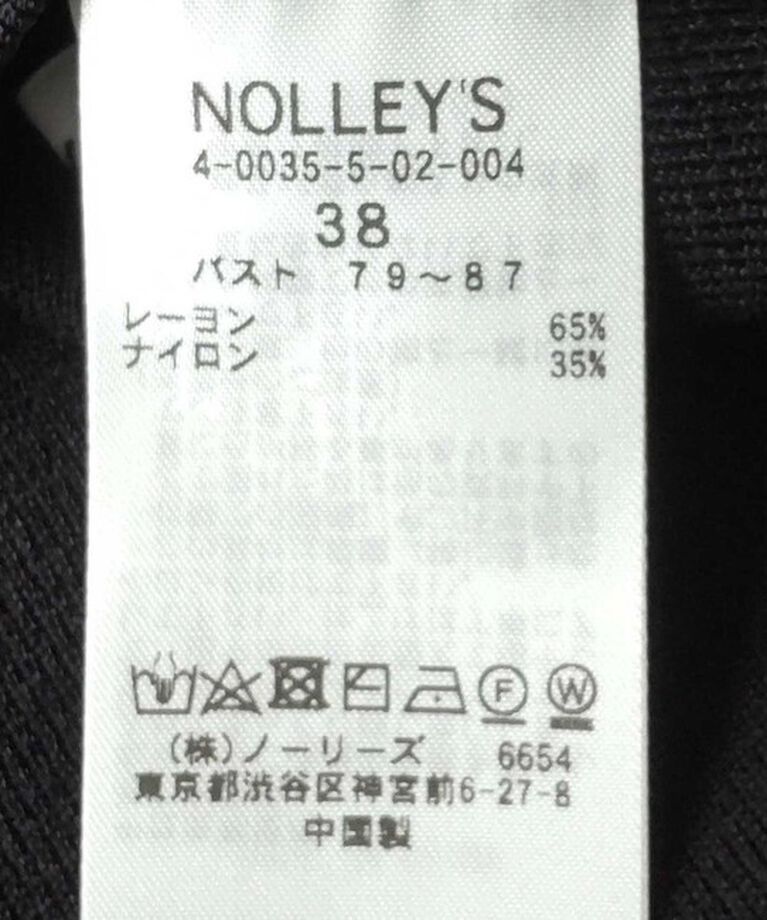 NOLLEY'S
4-0035-5-02-004
38
バスト 79～87
レーヨン 65%
ナイロン 35%
F W
(株)ノーリーズ 6654
東京都渋谷区神宮前6-27-8
中国製